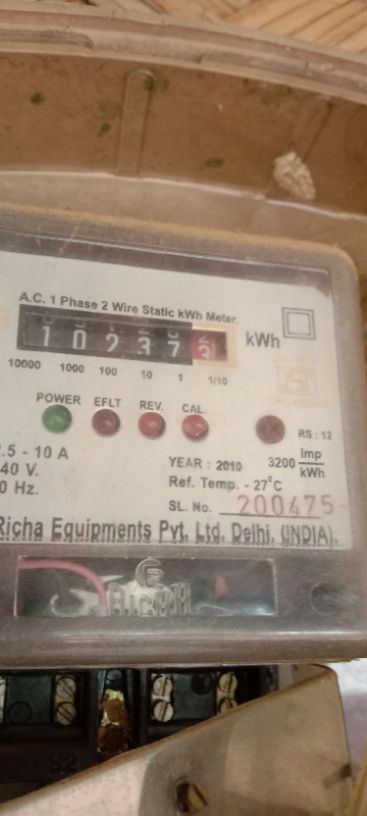 A.C. 1 Phase 2 Wire Static kWh Meter.
1 0 2 3 7 kWh
10000 1000 100 10 1 1/10
POWER EFLT REV. CAL.
RS : 12
.5 - 10 A
40 V.
0 Hz.
YEAR : 2010 3200 Imp/kWh
Ref. Temp. - 27°C
SL. No. 200475
Richa Equipments Pvt. Ltd. Delhi. (INDIA).
RICHA
S2